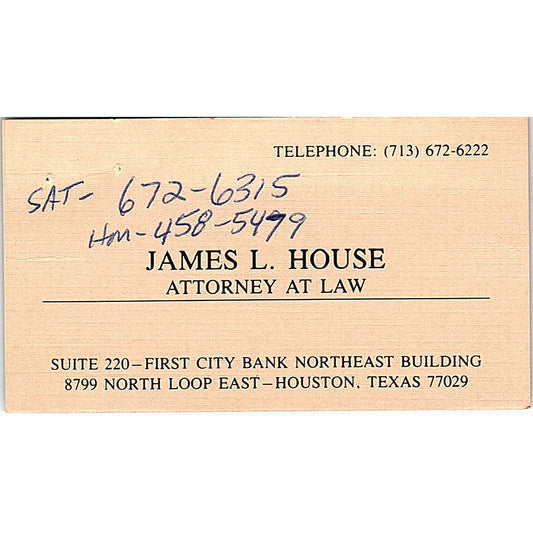 TELEPHONE: (713) 672-6222
SAT- 672-6315
Hm- 458-5499
JAMES L. HOUSE
ATTORNEY AT LAW
SUITE 220-FIRST CITY BANK NORTHEAST BUILDING
8799 NORTH LOOP EAST-HOUSTON, TEXAS 77029